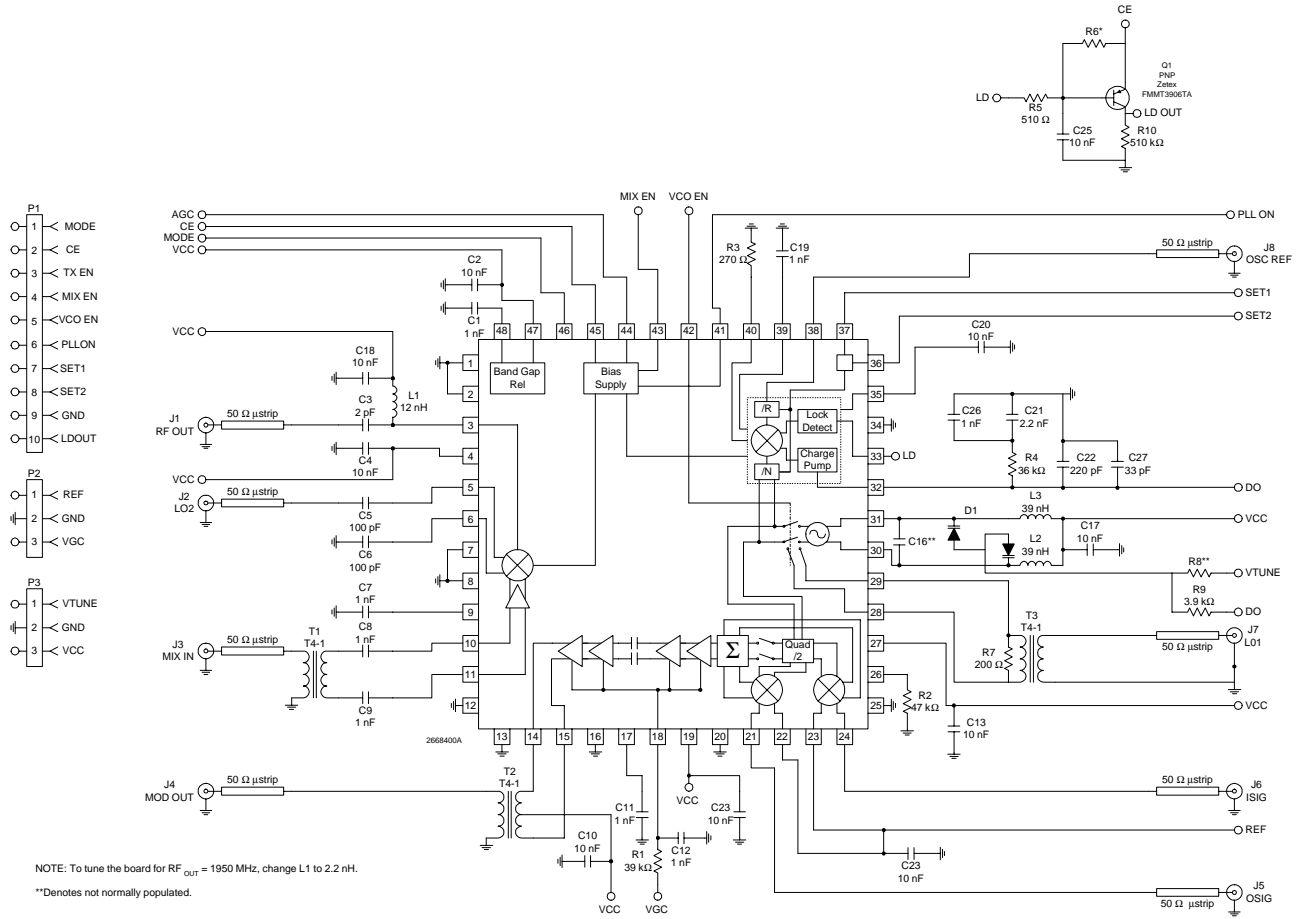 CE
R6*
Q1
PNP
Zetex
FMMT3906TA
LD
R5
510 Ω
LD OUT
C25
10 nF
R10
510 kΩ
P1
1 MODE
2 CE
3 TX EN
4 MIX EN
5 VCO EN
6 PLLON
7 SET1
8 SET2
9 GND
10 LDOUT
P2
1 REF
2 GND
3 VGC
P3
1 VTUNE
2 GND
3 VCC
AGC
CE
MODE
VCC
MIX EN
VCO EN
PLL ON
C2
10 nF
C1
1 nF
R3
270 Ω
C19
1 nF
50 Ω µstrip
J8
OSC REF
SET1
SET2
48 47 46 45 44 43 42 41 40 39 38 37
VCC
C18
10 nF
L1
12 nH
C3
2 pF
J1
RF OUT
50 Ω µstrip
C4
10 nF
VCC
J2
LO2
50 Ω µstrip
C5
100 pF
C6
100 pF
C7
1 nF
C8
1 nF
J3
MIX IN
50 Ω µstrip
T1
T4-1
C9
1 nF
1
2
3
4
5
6
7
8
9
10
11
12
Band Gap
Rel
Bias
Supply
/R
Lock
Detect
Charge
Pump
/N
Σ
Quad
/2
36
35
34
33
32
31
30
29
28
27
26
25
C20
10 nF
LD
C26
1 nF
C21
2.2 nF
R4
36 kΩ
C22
220 pF
C27
33 pF
DO
L3
39 nH
D1
VCC
C16**
L2
39 nH
C17
10 nF
R8**
VTUNE
R9
3.9 kΩ
DO
T3
T4-1
R7
200 Ω
50 Ω µstrip
J7
L01
R2
47 kΩ
VCC
C13
10 nF
2668400A
13 14 15 16 17 18 19 20 21 22 23 24
J4
MOD OUT
50 Ω µstrip
T2
T4-1
C10
10 nF
VCC
C11
1 nF
R1
39 kΩ
C12
1 nF
VGC
VCC
C23
10 nF
50 Ω µstrip
J6
ISIG
REF
C23
10 nF
50 Ω µstrip
J5
OSIG
NOTE: To tune the board for RF OUT = 1950 MHz, change L1 to 2.2 nH.
**Denotes not normally populated.